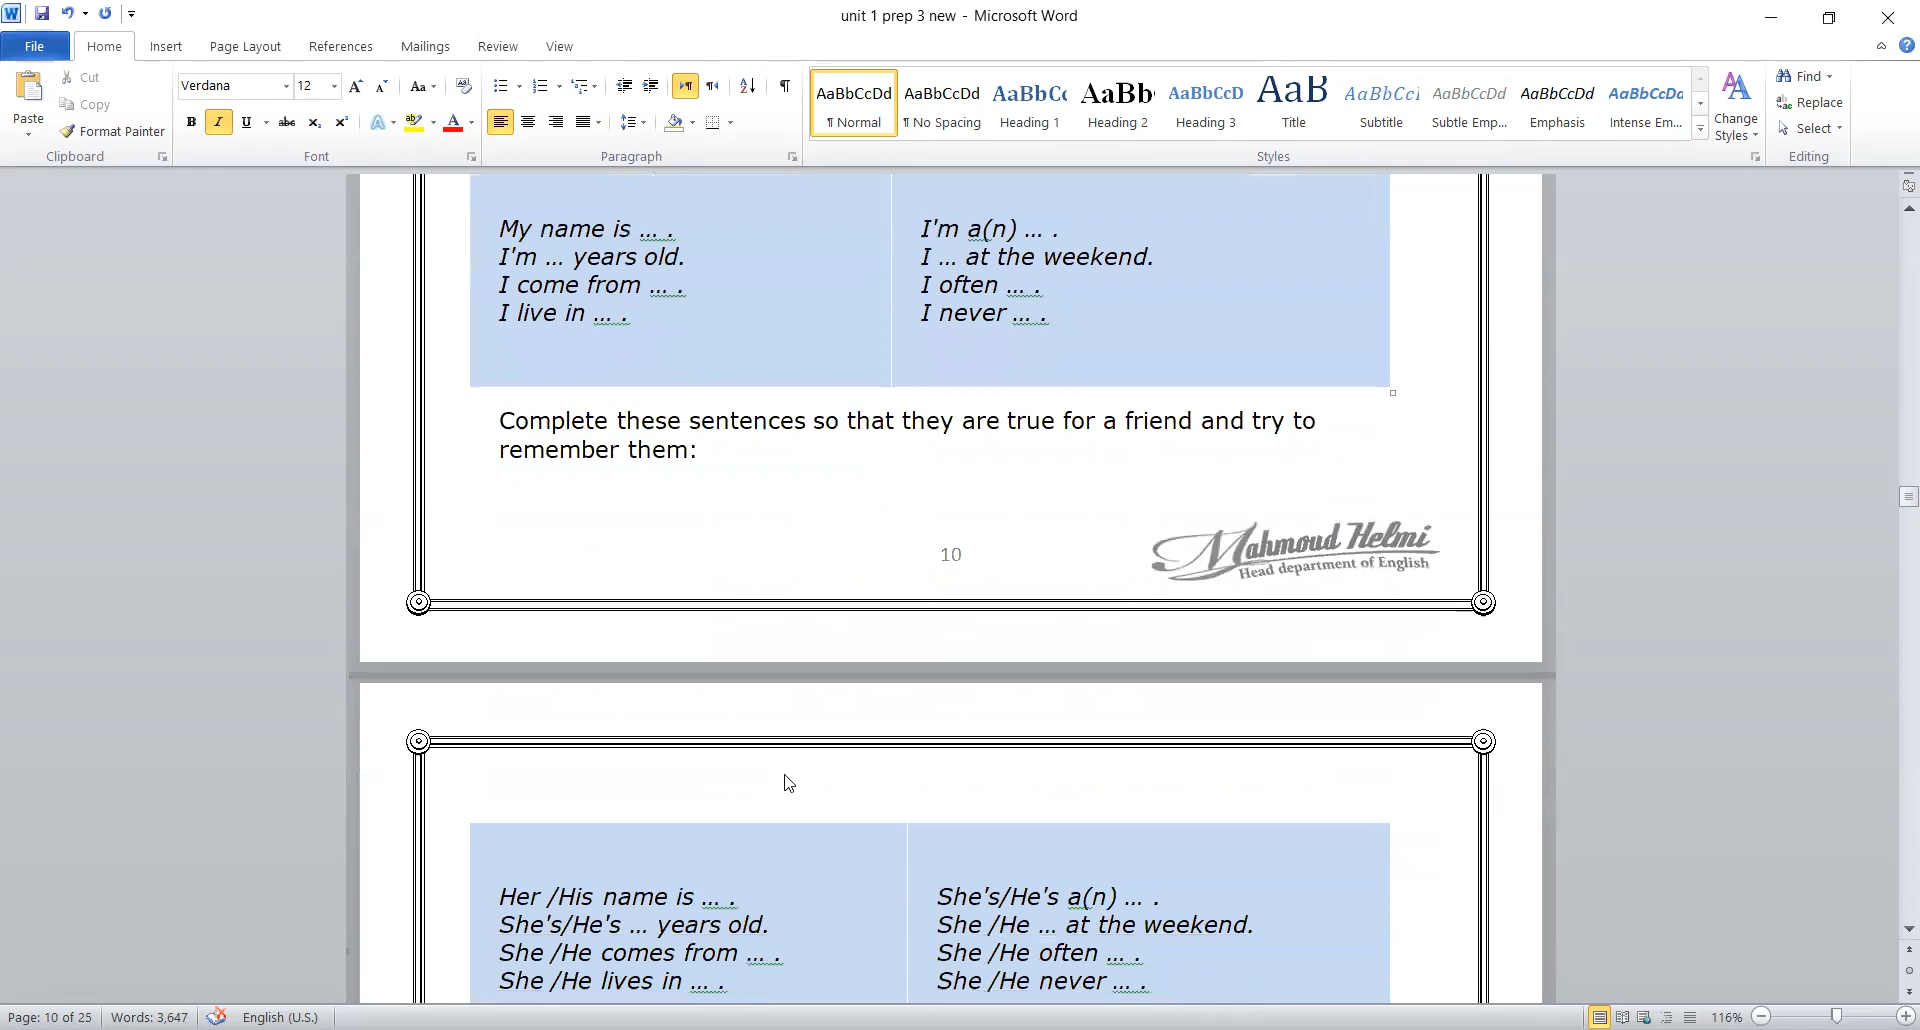 unit 1 prep 3 new - Microsoft Word
File Home Insert Page Layout References Mailings Review View
Cut
Copy
Paste
Format Painter
Clipboard
Verdana 12
Font
Paragraph
AaBbCcDd AaBbCcDd AaBbCc AaBb AaBbCcD AaB AaBbCcI AaBbCcDd AaBbCcDd AaBbCcDd
¶ Normal ¶ No Spacing Heading 1 Heading 2 Heading 3 Title Subtitle Subtle Emp... Emphasis Intense Em...
Styles
Change Styles
Find
Replace
Select
Editing
My name is ... .
I'm ... years old.
I come from ... .
I live in ... .
I'm a(n) ... .
I ... at the weekend.
I often ... .
I never ... .
Complete these sentences so that they are true for a friend and try to
remember them:
10
Mahmoud Helmi
Head department of English
Her /His name is ... .
She's/He's ... years old.
She /He comes from ... .
She /He lives in ... .
She's/He's a(n) ... .
She /He ... at the weekend.
She /He often ... .
She /He never ... .
Page: 10 of 25 Words: 3,647 English (U.S.) 116%